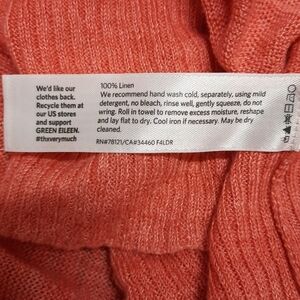 We'd like our
clothes back.
Recycle them at
our US stores
and support
GREEN EILEEN.
#thxverymuch
100% Linen
We recommend hand wash cold, separately, using mild
detergent, no bleach, rinse well, gently squeeze, do not
wring. Roll in towel to remove excess moisture, reshape
and lay flat to dry. Cool iron if necessary. May be dry
cleaned.
RN#78121/CA#34460 F4LDR